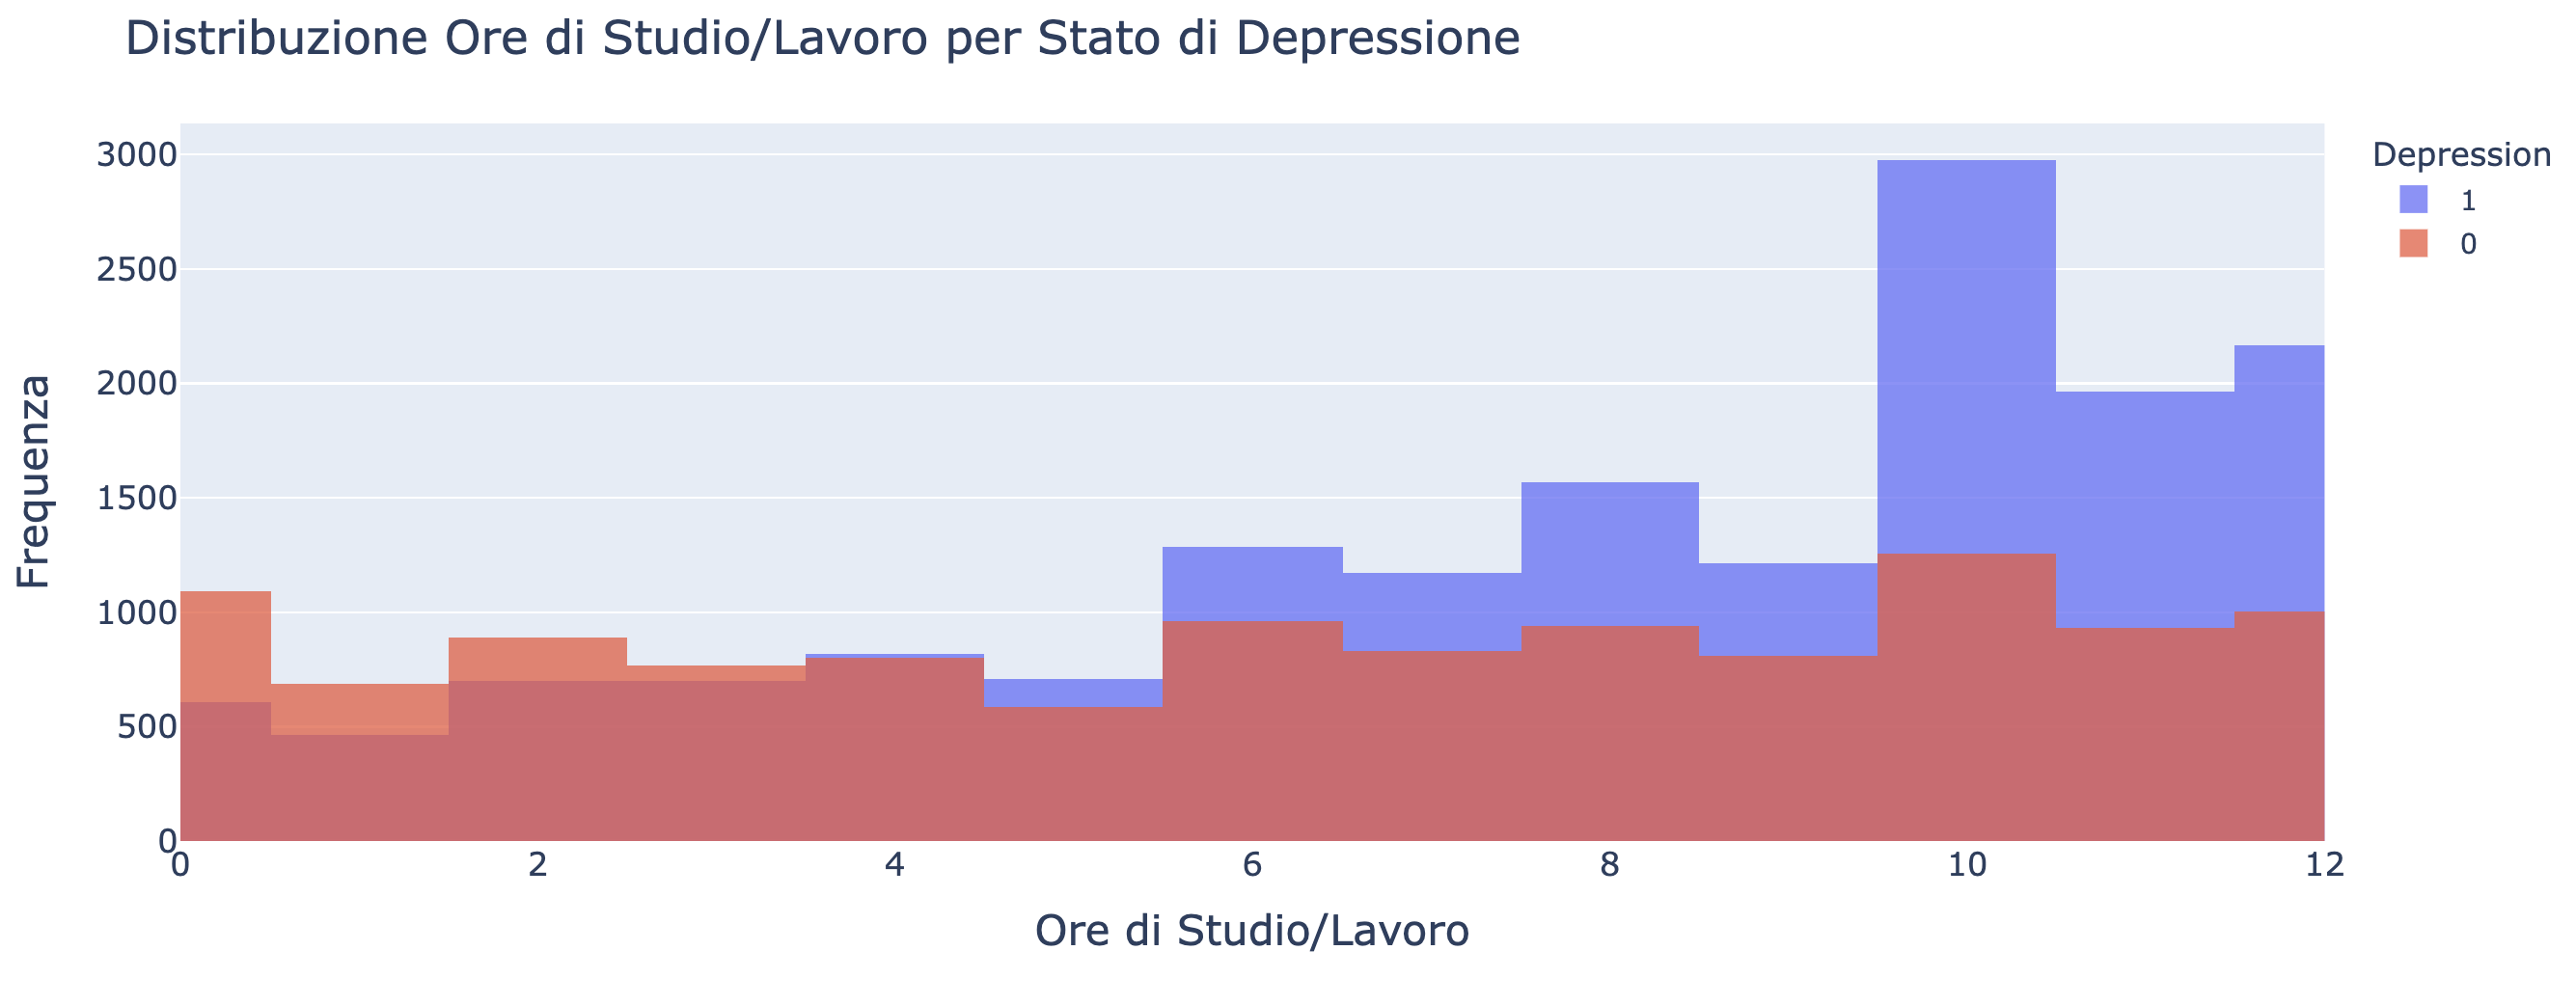 Distribuzione Ore di Studio/Lavoro per Stato di Depressione
3000
2500
2000
1500
1000
500
0
Frequenza
0 2 4 6 8 10 12
Ore di Studio/Lavoro
Depression
1
0